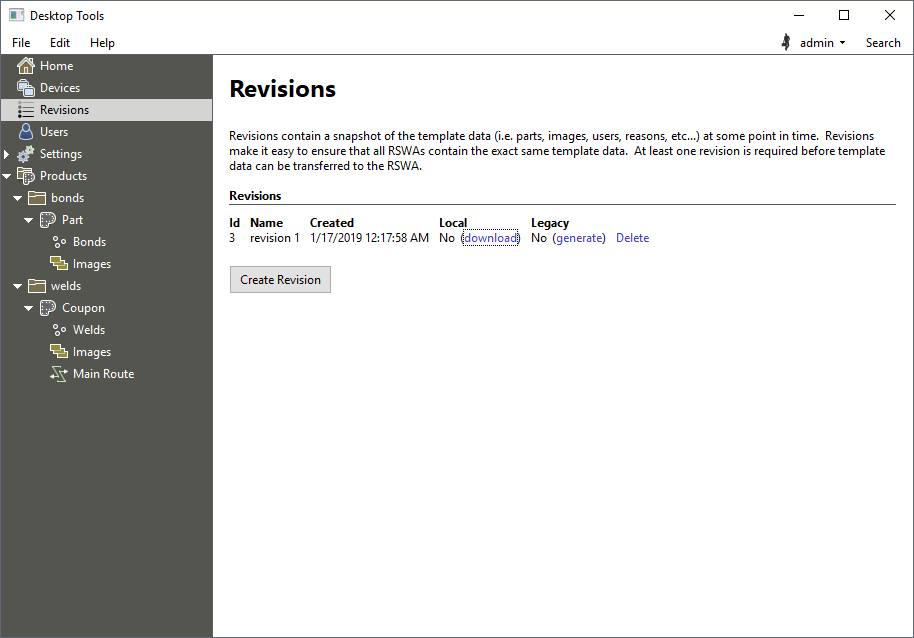 Desktop Tools
File Edit Help admin Search
Home
Devices
Revisions
Users
Settings
Products
bonds
Part
Bonds
Images
welds
Coupon
Welds
Images
Main Route
Revisions
Revisions contain a snapshot of the template data (i.e. parts, images, users, reasons, etc...) at some point in time. Revisions
make it easy to ensure that all RSWAs contain the exact same template data. At least one revision is required before template
data can be transferred to the RSWA.
Revisions
Id Name Created Local Legacy
3 revision 1 1/17/2019 12:17:58 AM No (download) No (generate) Delete
Create Revision